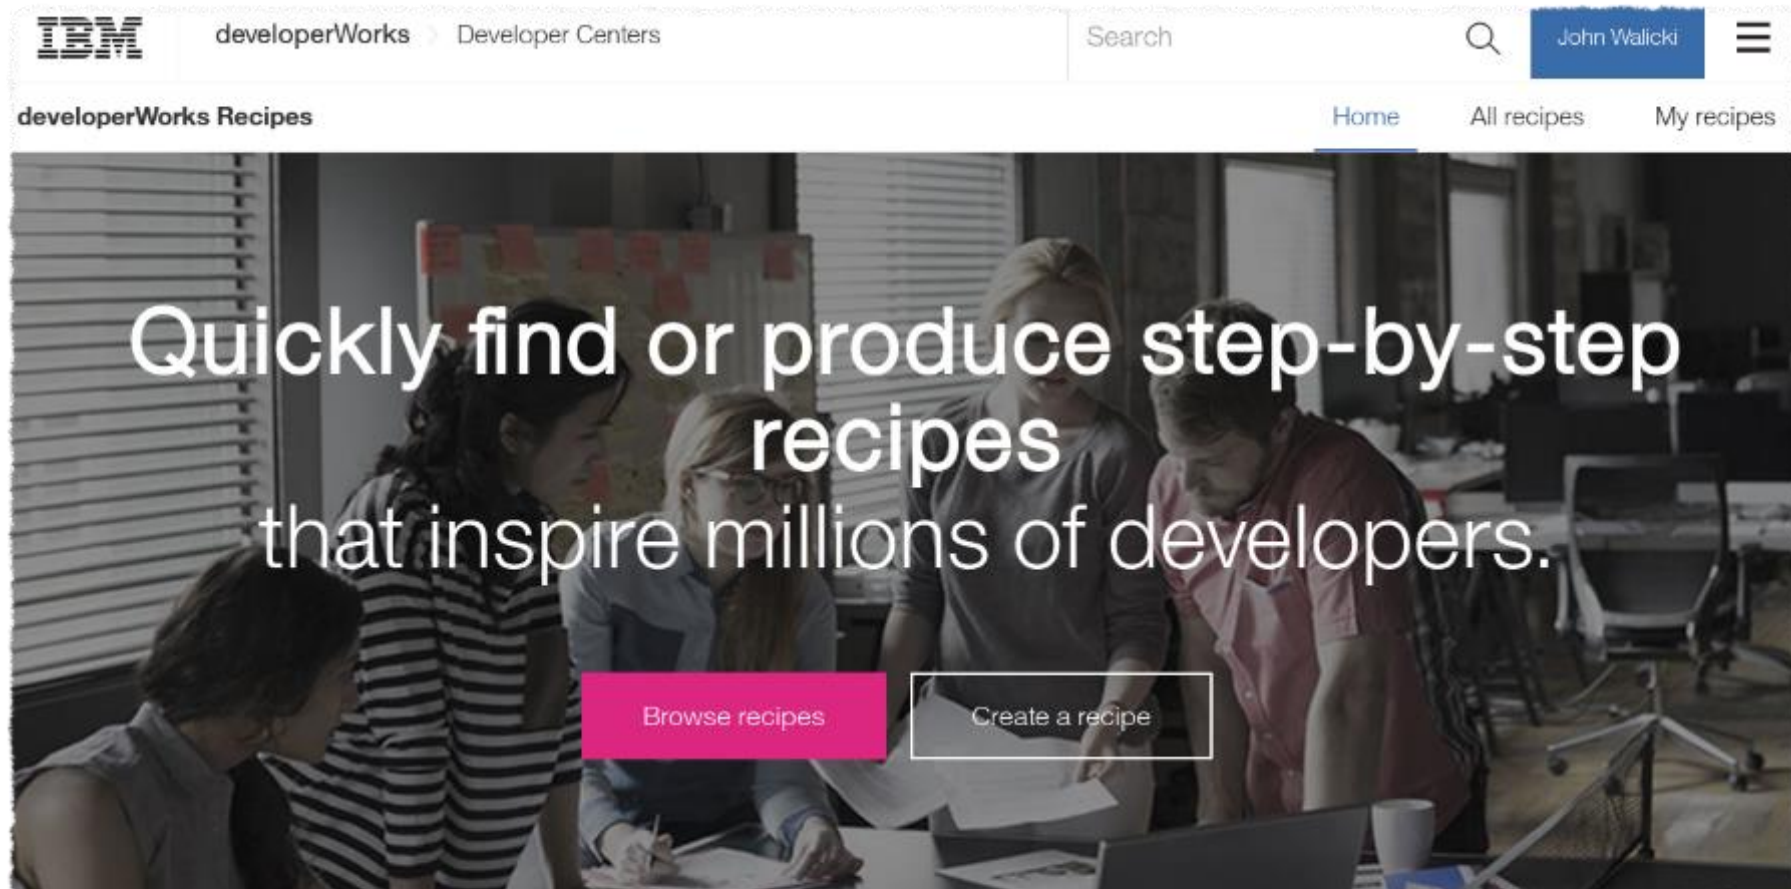 IBM
developerWorks Developer Centers
Search
John Walicki
developerWorks Recipes
Home All recipes My recipes
Quickly find or produce step-by-step
recipes
that inspire millions of developers.
Browse recipes Create a recipe